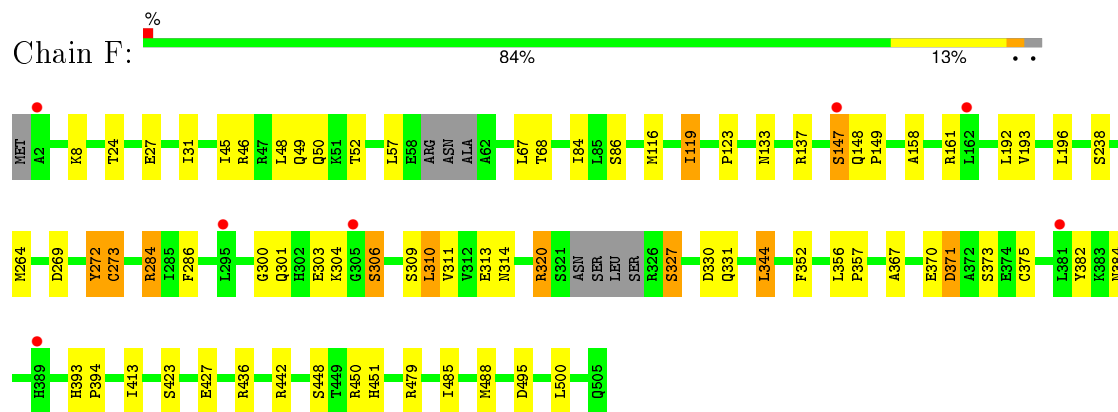 %
Chain F:
84% 13% • •
MET A2 K8 T24 E27 I31 I45 R46 R47 L48 Q49 Q50 K51 T52 L57 E58 ARG ASN ALA A62 L67 T68 I84 L85 S86 M116 I119 P123 N133 R137 S147 Q148 P149 A158 R161 L162 L192 V193 L196 S238
M264 D269 Y272 C273 R284 I285 F286 L295 G300 Q301 H302 E303 N304 G305 S306 S309 L310 V311 V312 E313 N314 R320 S321 ASN SER LEU SER R326 S327 D330 Q331 L344 F352 L356 P357 A367 E370 D371 A372 S373 E374 C375 L381 Y382 K383 N384
H389 H393 P394 I413 S423 E427 R436 R442 S448 T449 R450 H451 R479 I485 M488 D495 L500 Q505